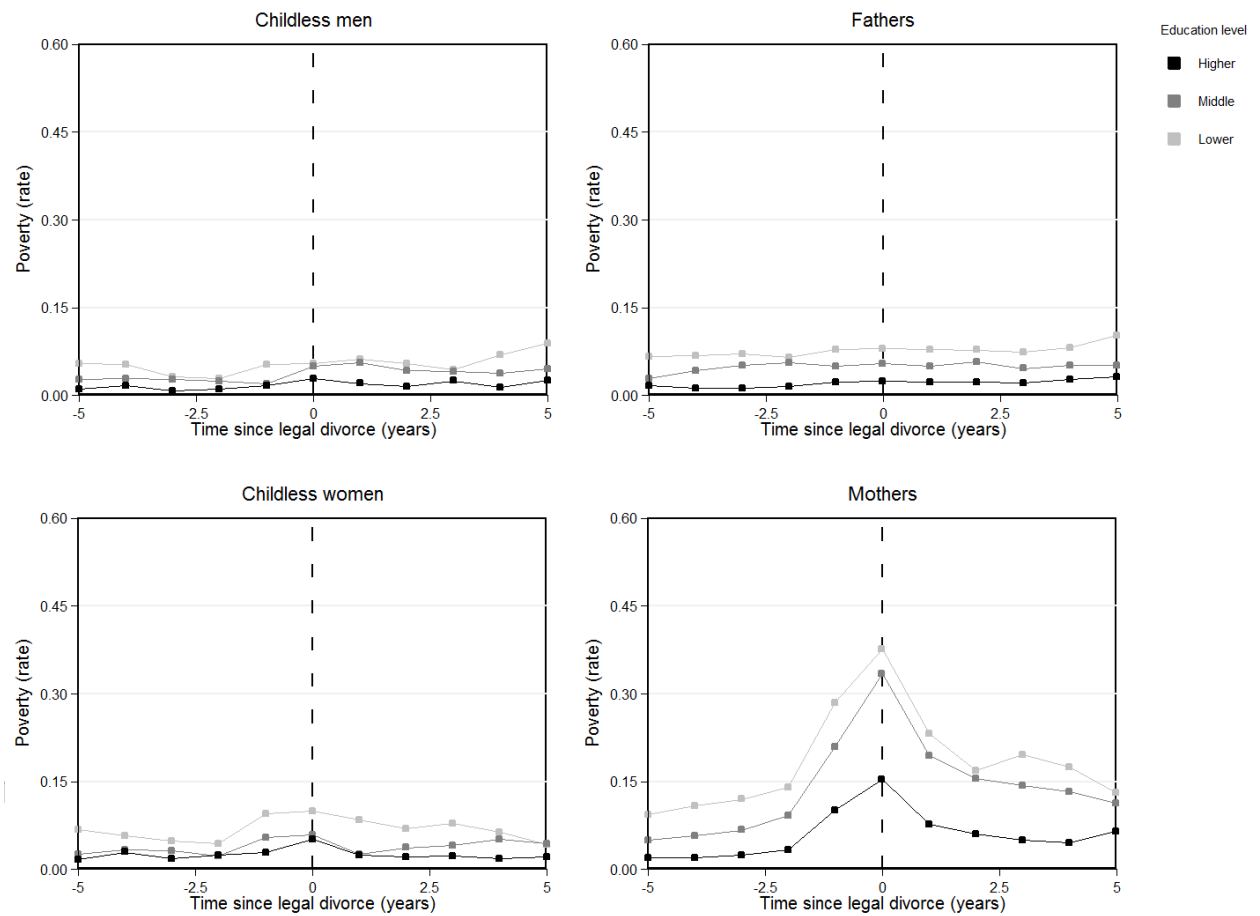 Childless men
Fathers
Education level
Higher
Middle
Lower
0.60
0.45
0.30
0.15
0.00
Poverty (rate)
-5
-2.5
0
2.5
5
Time since legal divorce (years)
0.60
0.45
0.30
0.15
0.00
Poverty (rate)
-5
-2.5
0
2.5
5
Time since legal divorce (years)
Childless women
Mothers
0.60
0.45
0.30
0.15
0.00
Poverty (rate)
-5
-2.5
0
2.5
5
Time since legal divorce (years)
0.60
0.45
0.30
0.15
0.00
Poverty (rate)
-5
-2.5
0
2.5
5
Time since legal divorce (years)